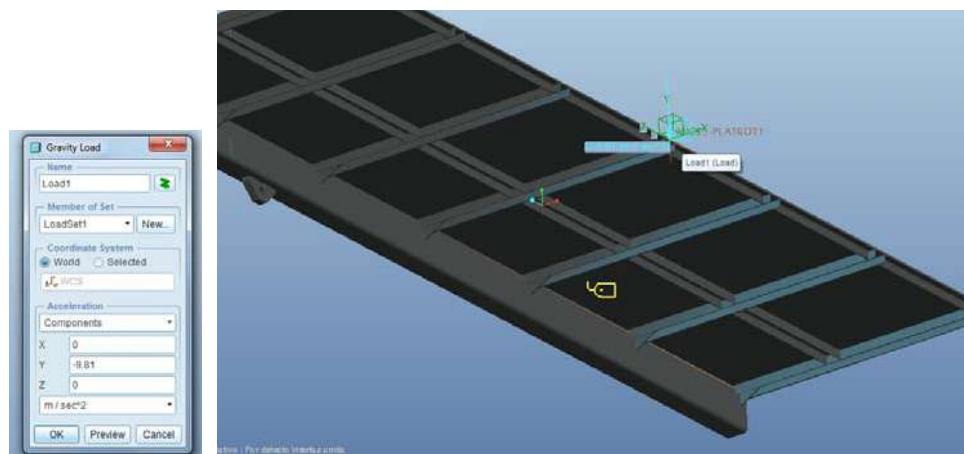 Gravity Load
Name
Load1
Member of Set
LoadSet1
New...
Coordinate System
World
Selected
WCS
Acceleration
Components
X
0
Y
-9.81
Z
0
m / sec^2
OK
Preview
Cancel
Y
X
Load1 (Load)